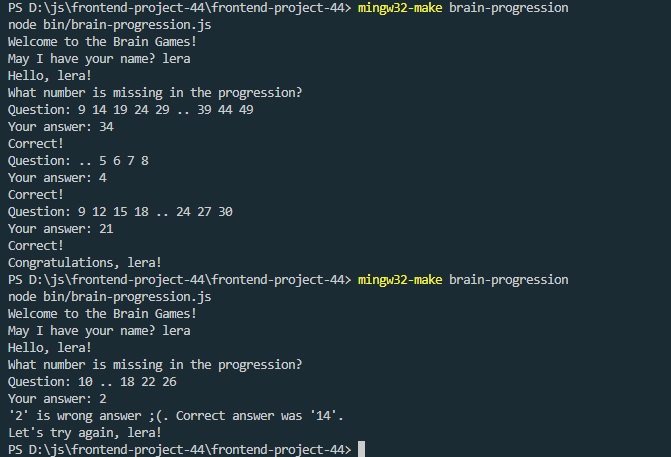 PS D:\js\frontend-project-44\frontend-project-44> mingw32-make brain-progression
node bin/brain-progression.js
Welcome to the Brain Games!
May I have your name? lera
Hello, lera!
What number is missing in the progression?
Question: 9 14 19 24 29 .. 39 44 49
Your answer: 34
Correct!
Question: .. 5 6 7 8
Your answer: 4
Correct!
Question: 9 12 15 18 .. 24 27 30
Your answer: 21
Correct!
Congratulations, lera!
PS D:\js\frontend-project-44\frontend-project-44> mingw32-make brain-progression
node bin/brain-progression.js
Welcome to the Brain Games!
May I have your name? lera
Hello, lera!
What number is missing in the progression?
Question: 10 .. 18 22 26
Your answer: 2
'2' is wrong answer ;(. Correct answer was '14'.
Let's try again, lera!
PS D:\js\frontend-project-44\frontend-project-44>